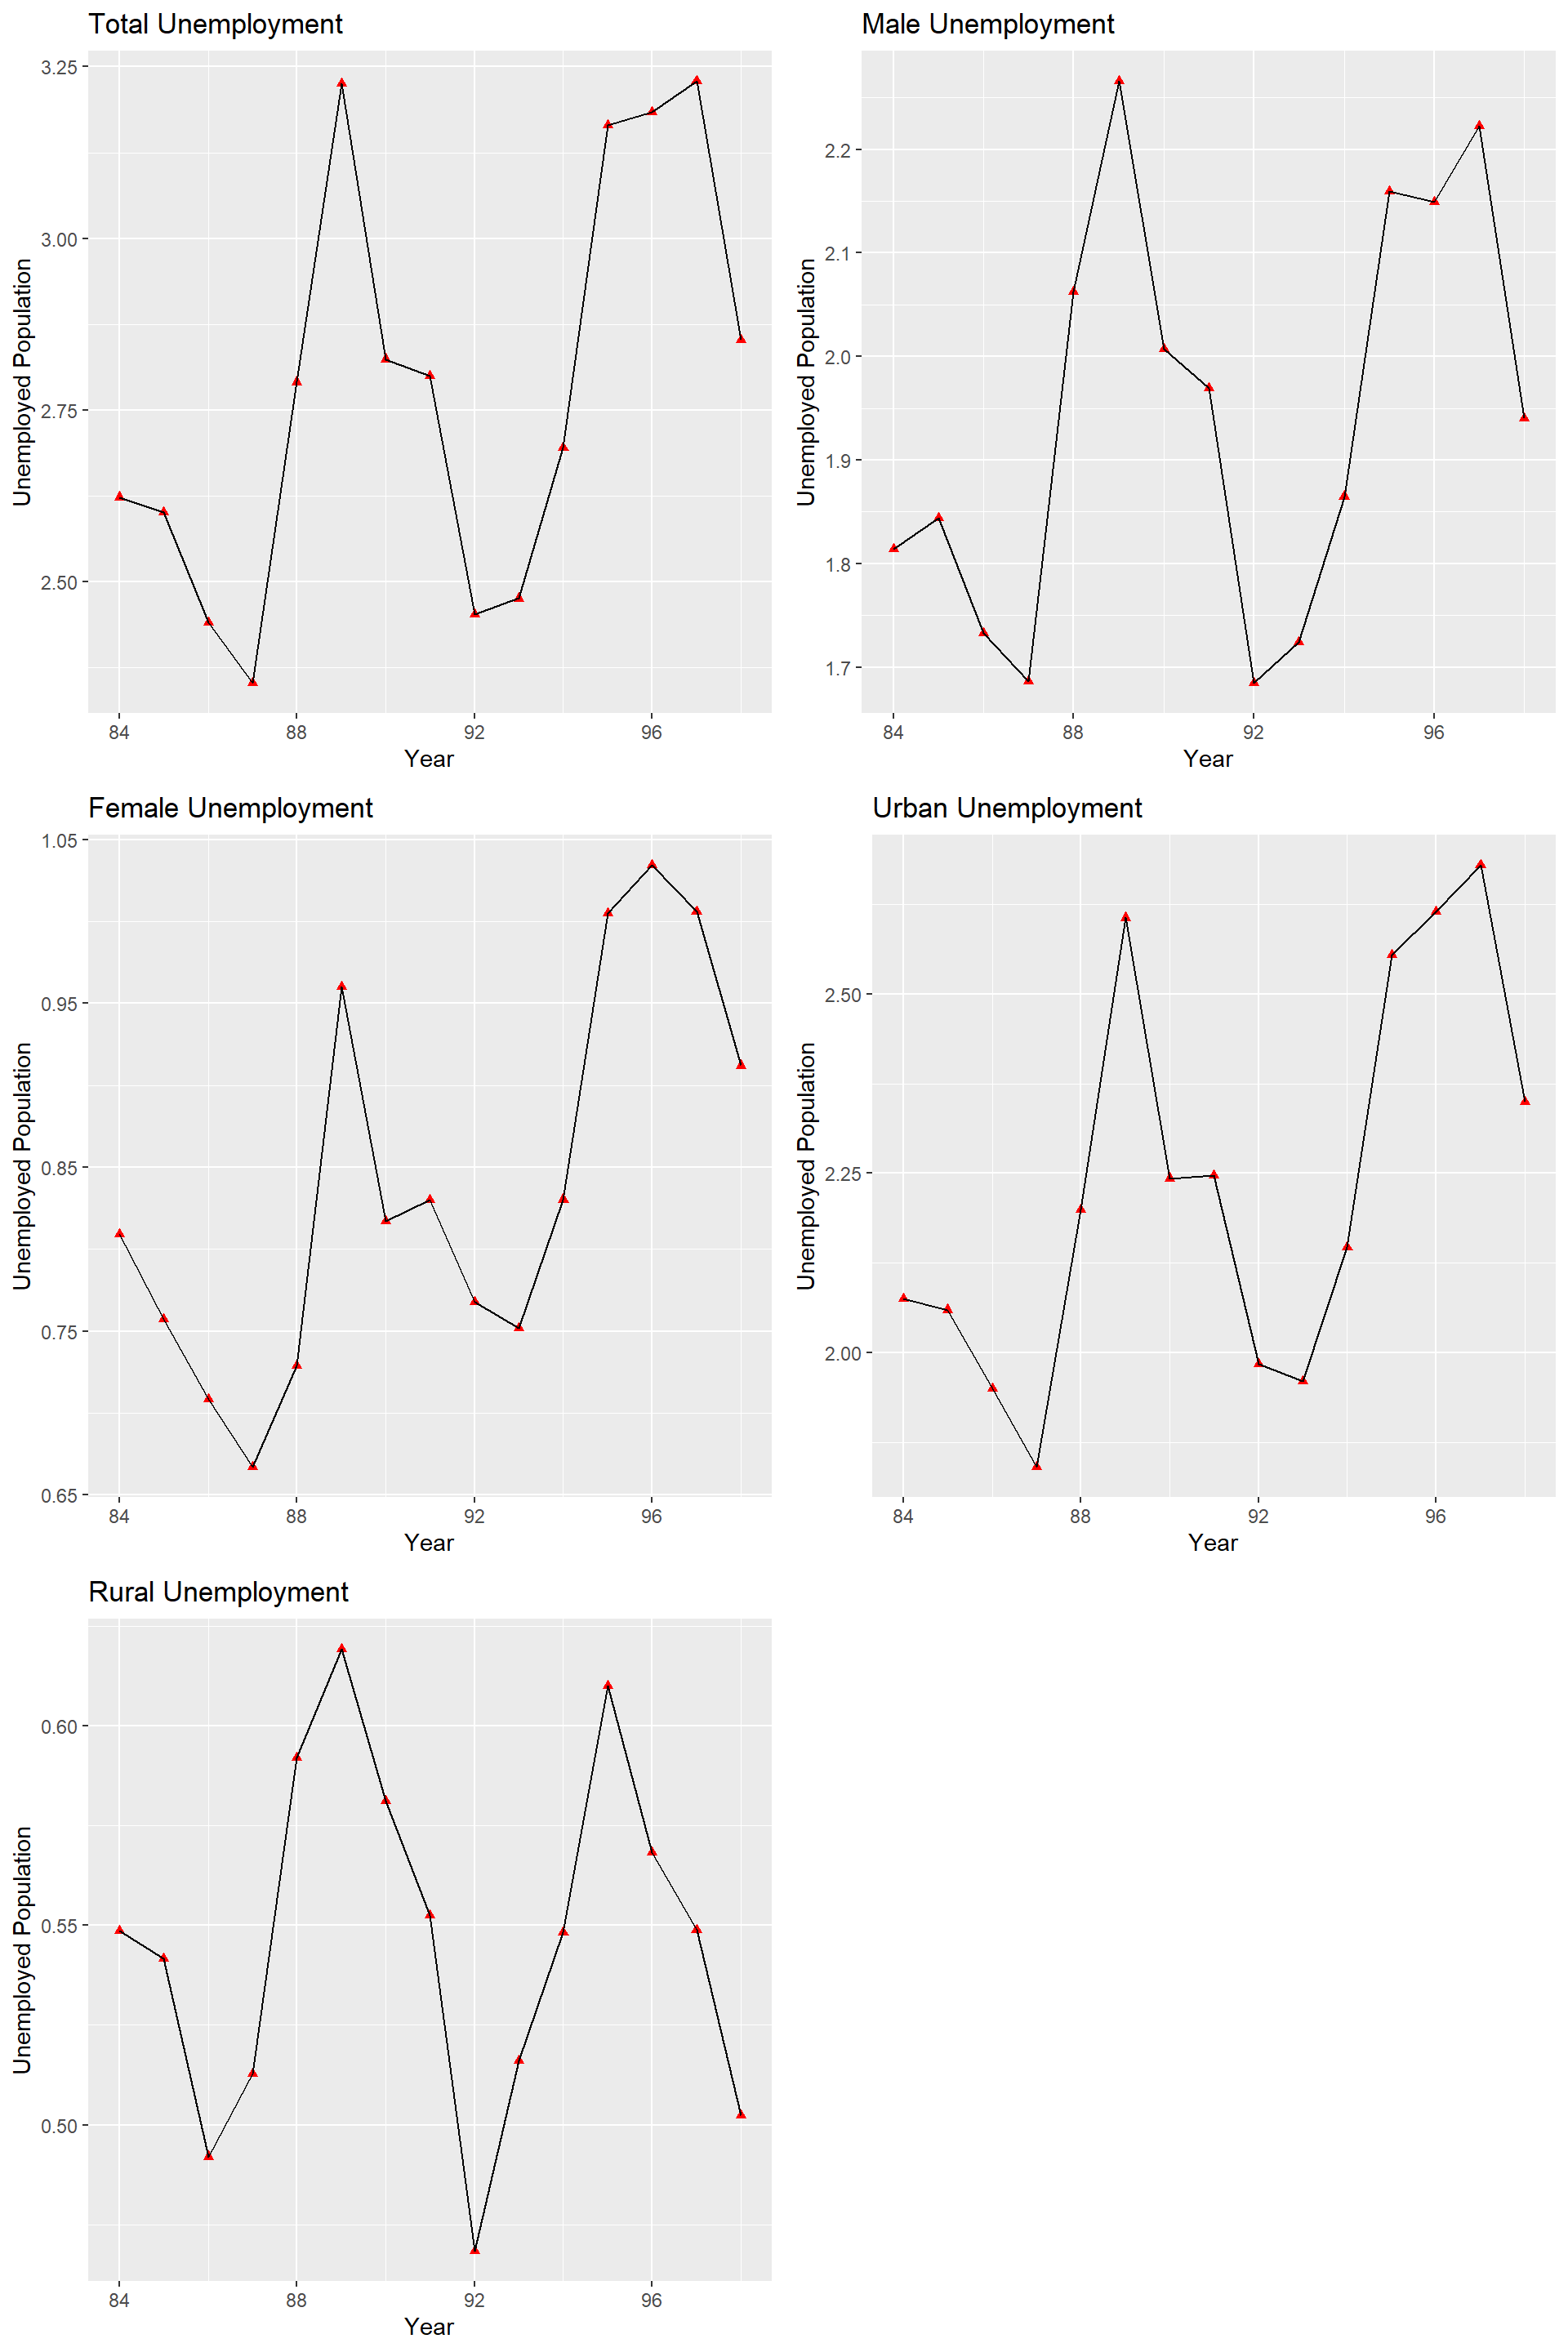 Total Unemployment
Unemployed Population
3.25
3.00
2.75
2.50
84 88 92 96
Year
Male Unemployment
Unemployed Population
2.2
2.1
2.0
1.9
1.8
1.7
84 88 92 96
Year
Female Unemployment
Unemployed Population
1.05
0.95
0.85
0.75
0.65
84 88 92 96
Year
Urban Unemployment
Unemployed Population
2.50
2.25
2.00
84 88 92 96
Year
Rural Unemployment
Unemployed Population
0.60
0.55
0.50
84 88 92 96
Year